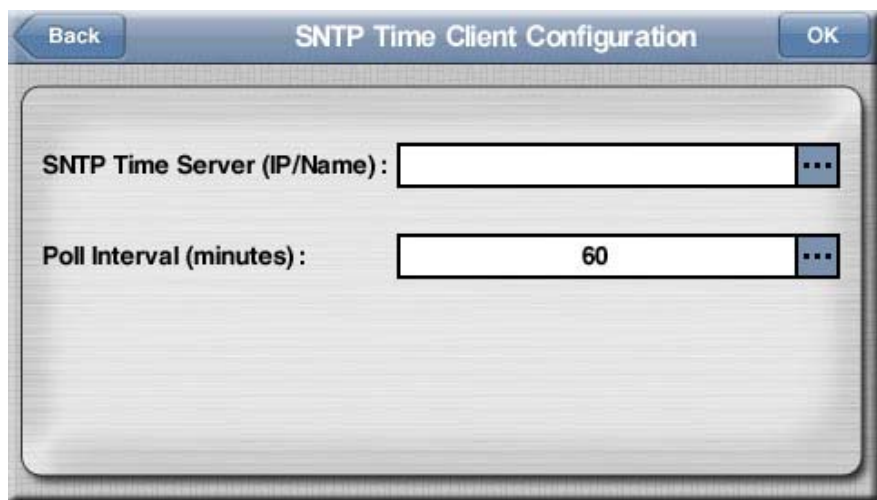 Back SNTP Time Client Configuration OK
SNTP Time Server (IP/Name) : ...
Poll Interval (minutes) : 60 ...